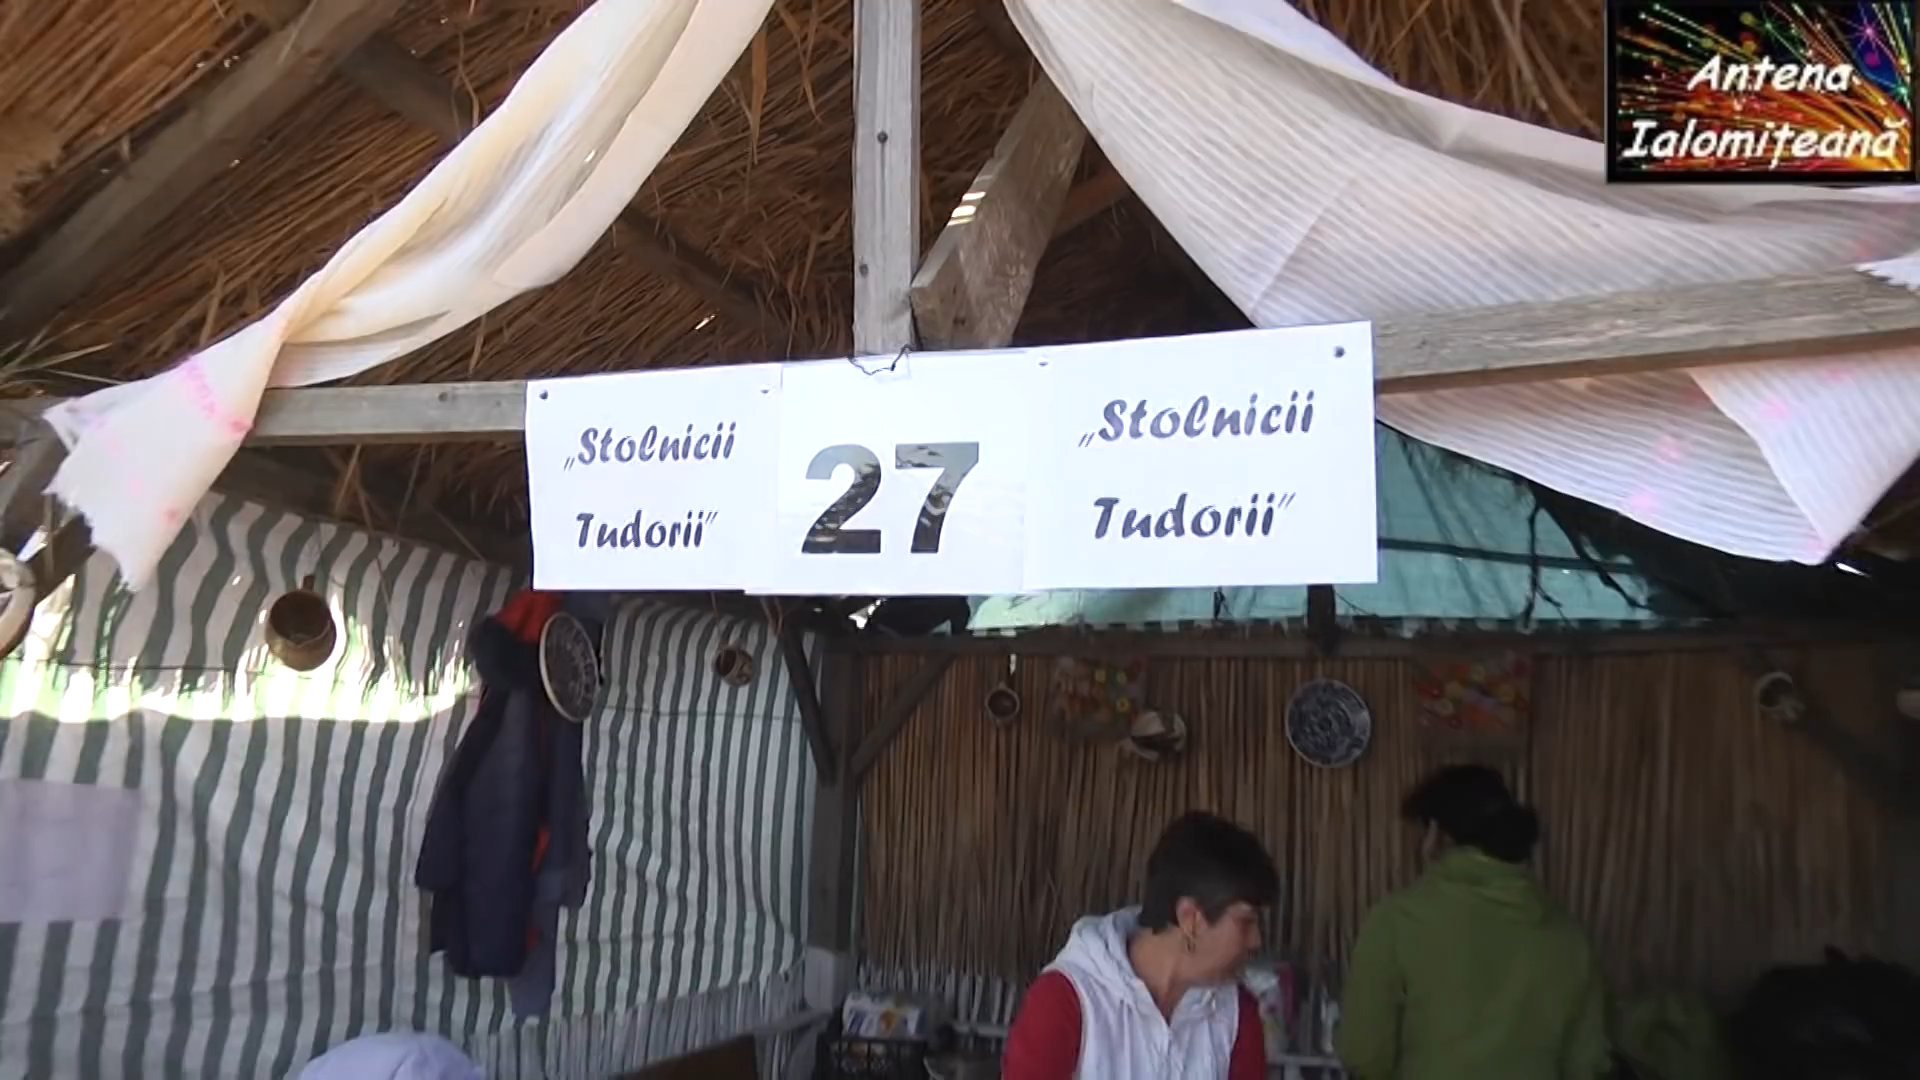 Antena
Ialomițeană
„Stolnicii
Tudorii”
27
„Stolnicii
Tudorii”